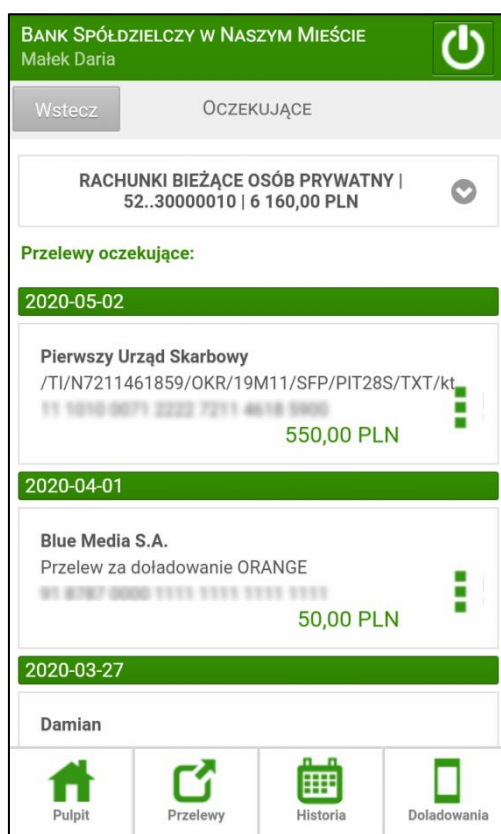 BANK SPÓŁDZIELCZY W NASZYM MIEŚCIE
Małek Daria
Wstecz
OCZEKUJĄCE
RACHUNKI BIEŻĄCE OSÓB PRYWATNY |
52..30000010 | 6 160,00 PLN
Przelewy oczekujące:
2020-05-02
Pierwszy Urząd Skarbowy
/TI/N7211461859/OKR/19M11/SFP/PIT28S/TXT/kt
550,00 PLN
2020-04-01
Blue Media S.A.
Przelew za doładowanie ORANGE
50,00 PLN
2020-03-27
Damian
Pulpit
Przelewy
Historia
Doladowania